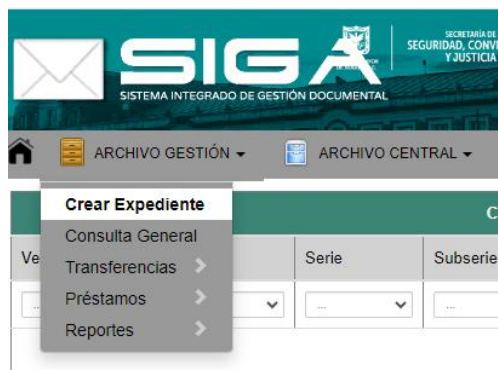 SIGA
SISTEMA INTEGRADO DE GESTIÓN DOCUMENTAL
SECRETARÍA DE
SEGURIDAD, CONVI
Y JUSTICIA
ARCHIVO GESTIÓN
ARCHIVO CENTRAL
Crear Expediente
C
Consulta General
Ve
Serie
Subserie
Transferencias
Préstamos
...
...
Reportes